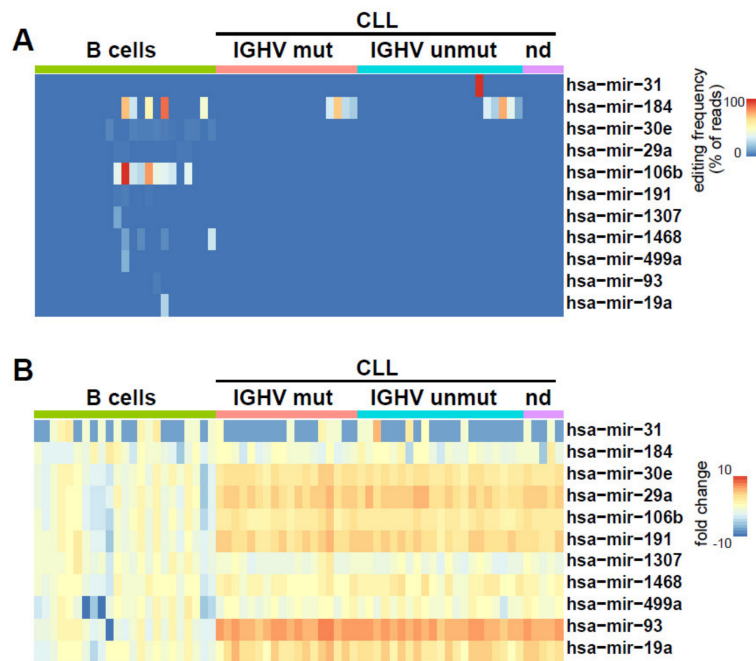 A
CLL
B cells
IGHV mut
IGHV unmut
nd
hsa−mir−31
hsa−mir−184
hsa−mir−30e
hsa−mir−29a
hsa−mir−106b
hsa−mir−191
hsa−mir−1307
hsa−mir−1468
hsa−mir−499a
hsa−mir−93
hsa−mir−19a
editing frequency
(% of reads)
100
0
B
CLL
B cells
IGHV mut
IGHV unmut
nd
hsa−mir−31
hsa−mir−184
hsa−mir−30e
hsa−mir−29a
hsa−mir−106b
hsa−mir−191
hsa−mir−1307
hsa−mir−1468
hsa−mir−499a
hsa−mir−93
hsa−mir−19a
fold change
10
-10